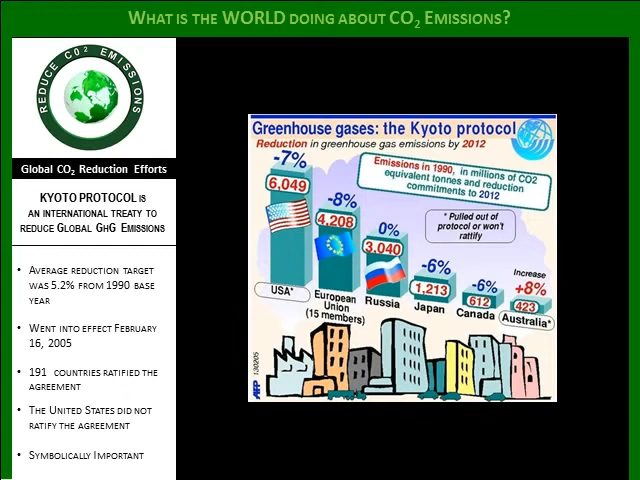 WHAT IS THE WORLD DOING ABOUT CO2 EMISSIONS?
REDUCE CO2 EMISSIONS
Global CO2 Reduction Efforts
KYOTO PROTOCOL IS
AN INTERNATIONAL TREATY TO
REDUCE GLOBAL GHG EMISSIONS
• AVERAGE REDUCTION TARGET
WAS 5.2% FROM 1990 BASE
YEAR
• WENT INTO EFFECT FEBRUARY
16, 2005
• 191 COUNTRIES RATIFIED THE
AGREEMENT
• THE UNITED STATES DID NOT
RATIFY THE AGREEMENT
• SYMBOLICALLY IMPORTANT
Greenhouse gases: the Kyoto protocol
Reduction in greenhouse gas emissions by 2012
Emissions in 1990, in millions of CO2
equivalent tonnes and reduction
commitments to 2012
* Pulled out of
protocol or won't
rattify
-7%
6,049
USA*
-8%
4,208
European
Union
(15 members)
0%
3,040
Russia
-6%
1,213
Japan
-6%
612
Canada
Increase
+8%
423
Australia*
AFP 130205